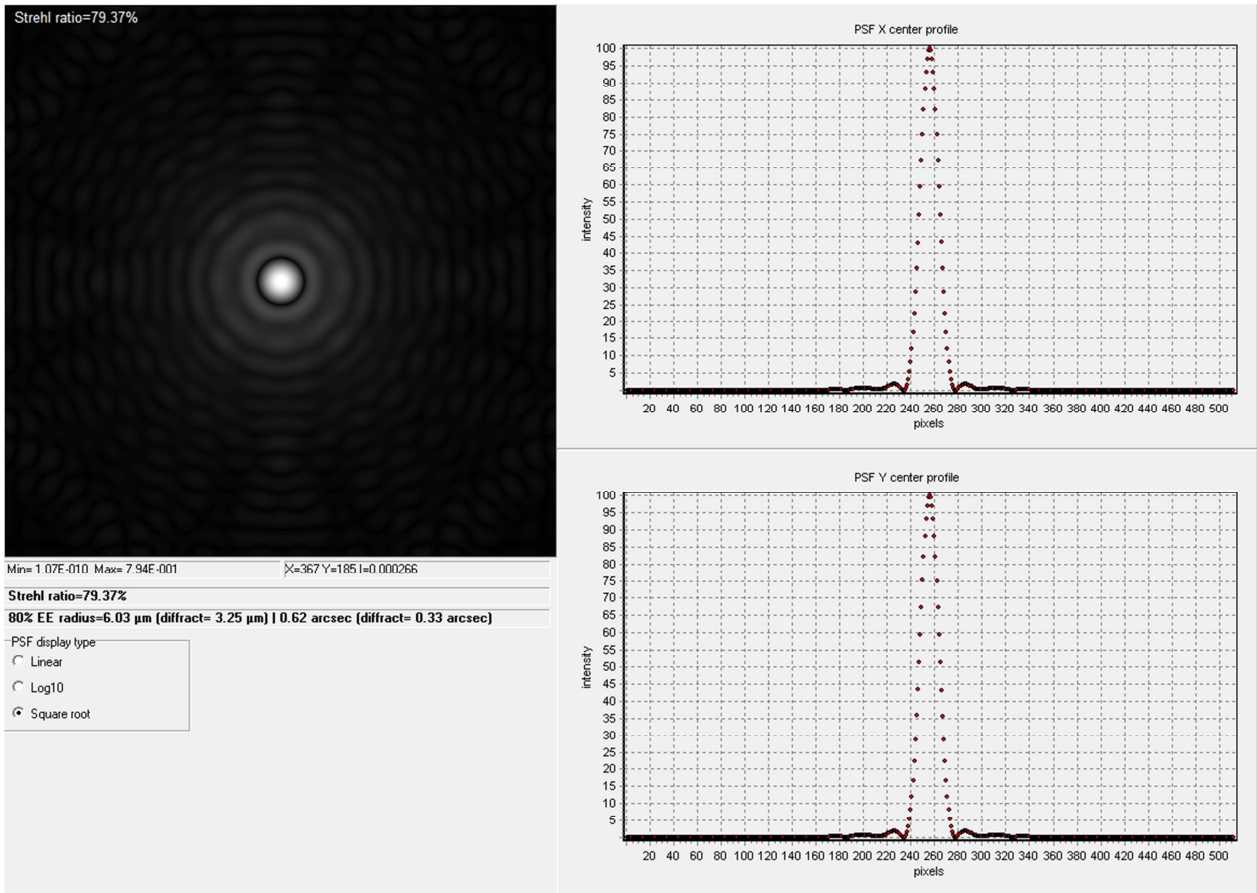 Strehl ratio=79.37%
Min= 1.07E-010 Max= 7.94E-001
X=367 Y=185 I=0.000266
Strehl ratio=79.37%
80% EE radius=6.03 µm (diffract= 3.25 µm) | 0.62 arcsec (diffract= 0.33 arcsec)
PSF display type
Linear
Log10
Square root
PSF X center profile
100
95
90
85
80
75
70
65
60
55
50
45
40
35
30
25
20
15
10
5
intensity
20 40 60 80 100 120 140 160 180 200 220 240 260 280 300 320 340 360 380 400 420 440 460 480 500
pixels
PSF Y center profile
100
95
90
85
80
75
70
65
60
55
50
45
40
35
30
25
20
15
10
5
intensity
20 40 60 80 100 120 140 160 180 200 220 240 260 280 300 320 340 360 380 400 420 440 460 480 500
pixels